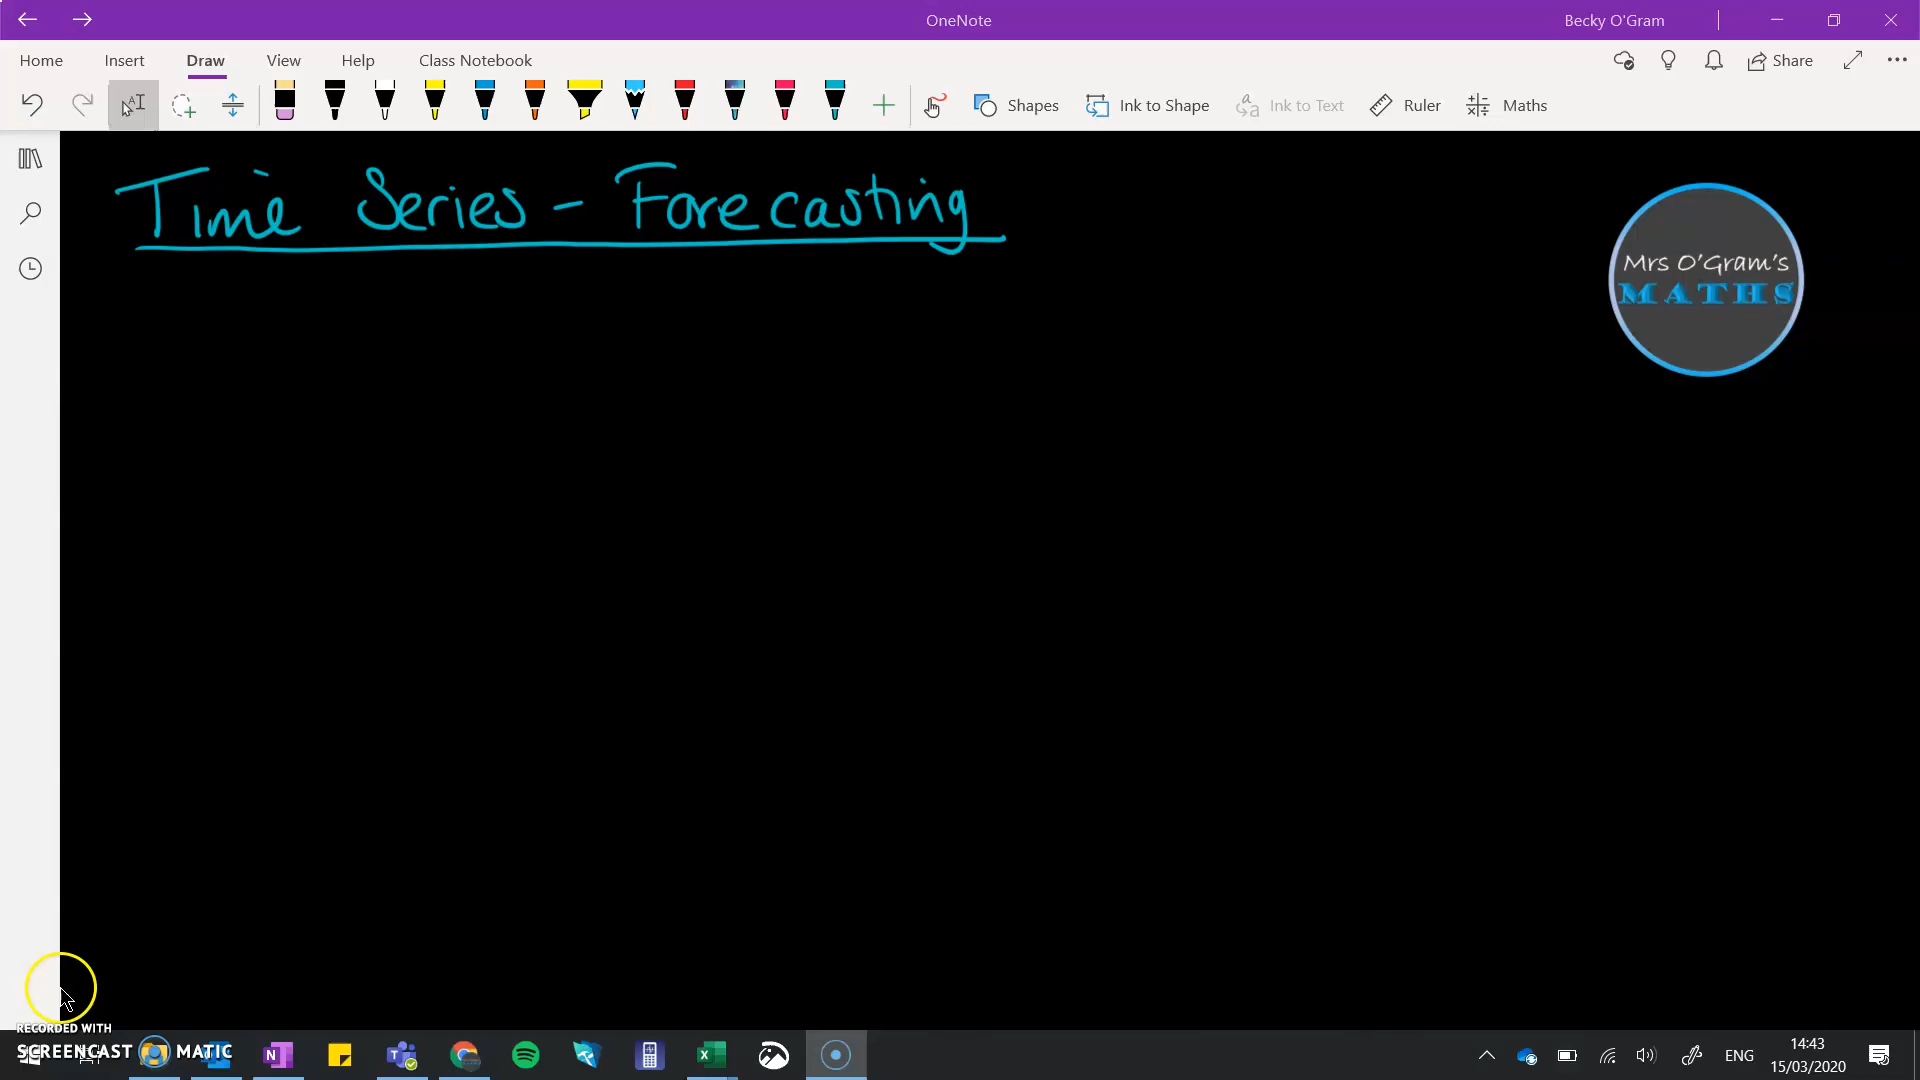 OneNote
Becky O'Gram
Home Insert Draw View Help Class Notebook
Share
Shapes Ink to Shape Ink to Text Ruler Maths
Time Series - Forecasting
Mrs O'Gram's
MATHS
RECORDED WITH
SCREENCAST MATIC
ENG
14:43
15/03/2020